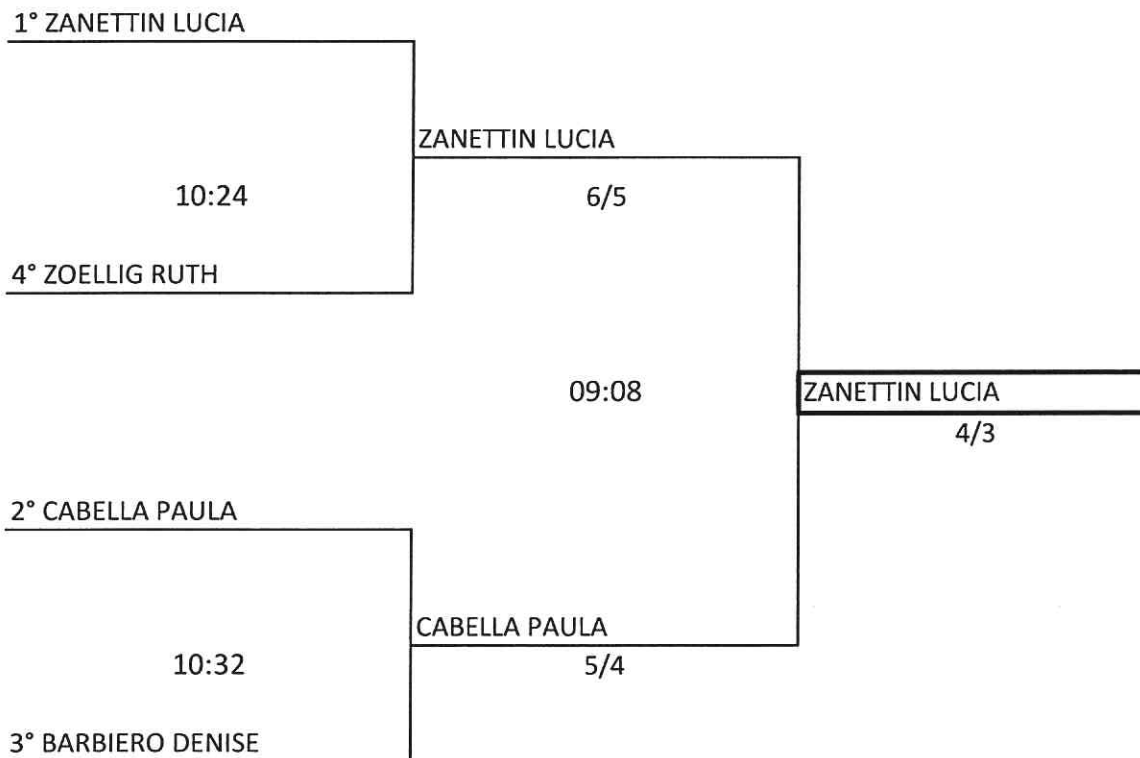 1° ZANETTIN LUCIA
ZANETTIN LUCIA
10:24
6/5
4° ZOELLIG RUTH
09:08
ZANETTIN LUCIA
4/3
2° CABELLA PAULA
CABELLA PAULA
10:32
5/4
3° BARBIERO DENISE